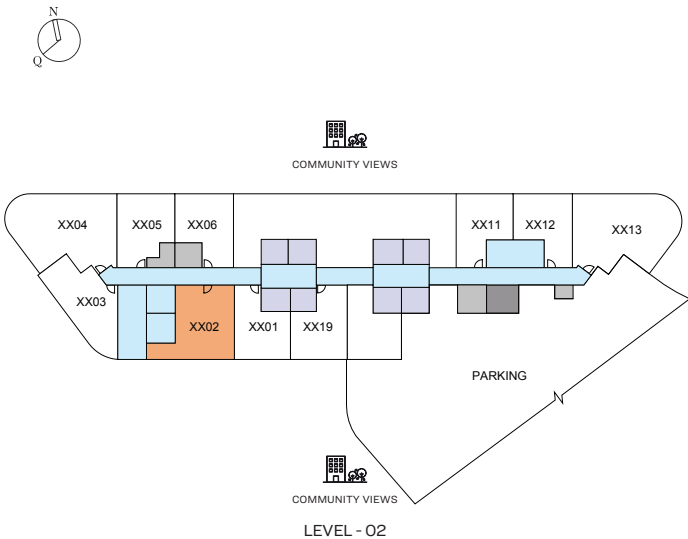 N
Q
COMMUNITY VIEWS
XX04
XX05
XX06
XX11
XX12
XX13
XX03
XX02
XX01
XX19
PARKING
N
COMMUNITY VIEWS
LEVEL - 02